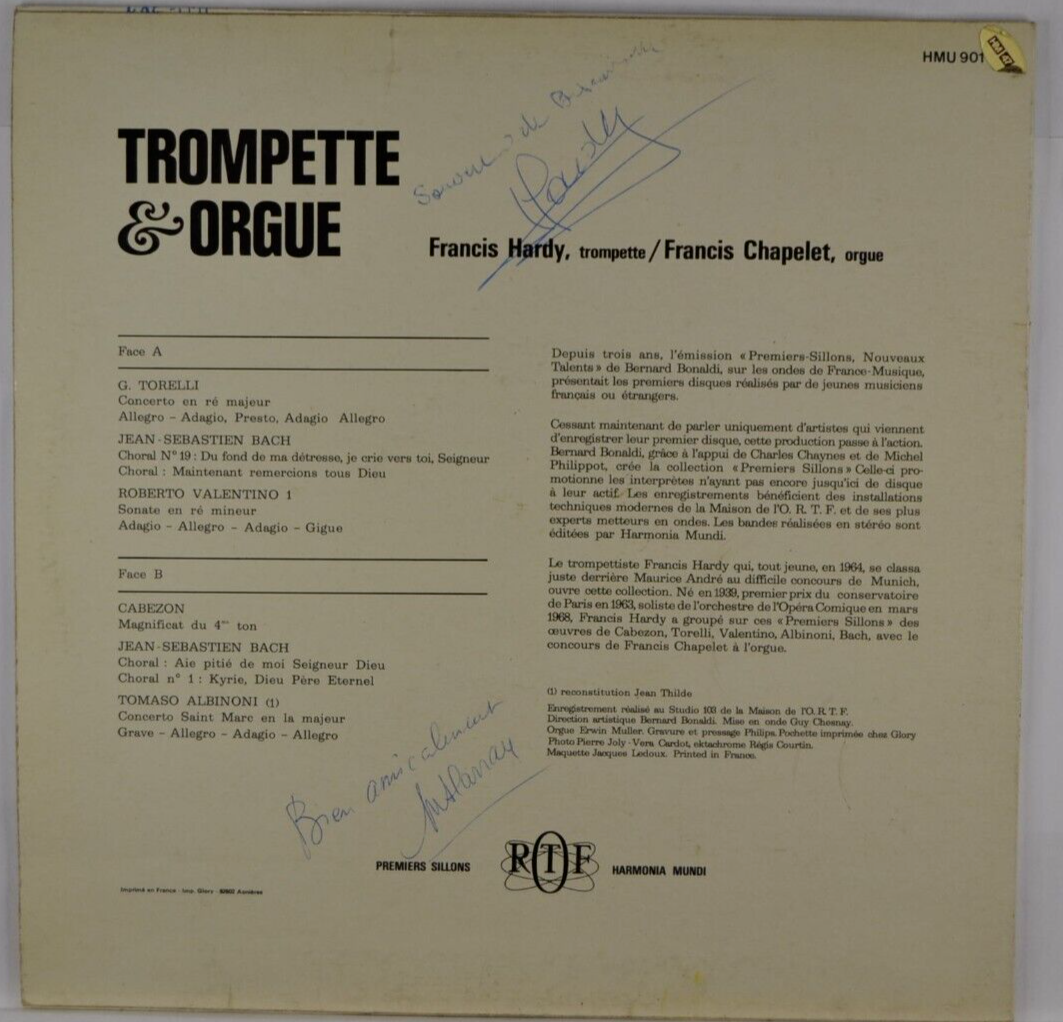 HMU 901
TROMPETTE
& ORGUE
Souvenir de
Hardy
Francis Hardy, trompette / Francis Chapelet, orgue
Face A
G. TORELLI
Concerto en ré majeur
Allegro - Adagio, Presto, Adagio Allegro
JEAN-SEBASTIEN BACH
Choral N° 19 : Du fond de ma détresse, je crie vers toi, Seigneur
Choral : Maintenant remercions tous Dieu
ROBERTO VALENTINO 1
Sonate en ré mineur
Adagio - Allegro - Adagio - Gigue
Face B
CABEZON
Magnificat du 4me ton
JEAN-SEBASTIEN BACH
Choral : Aie pitié de moi Seigneur Dieu
Choral n° 1 : Kyrie, Dieu Père Eternel
TOMASO ALBINONI (1)
Concerto Saint Marc en la majeur
Grave - Allegro - Adagio - Allegro
Depuis trois ans, l'émission « Premiers-Sillons, Nouveaux
Talents » de Bernard Bonaldi, sur les ondes de France-Musique,
présentait les premiers disques réalisés par de jeunes musiciens
français ou étrangers.
Cessant maintenant de parler uniquement d'artistes qui viennent
d'enregistrer leur premier disque, cette production passe à l'action.
Bernard Bonaldi, grâce à l'appui de Charles Chaynes et de Michel
Philippot, crée la collection « Premiers Sillons » Celle-ci pro-
motionne les interprètes n'ayant pas encore jusqu'ici de disque
à leur actif. Les enregistrements bénéficient des installations
techniques modernes de la Maison de l'O. R. T. F. et de ses plus
experts metteurs en ondes. Les bandes réalisées en stéréo sont
éditées par Harmonia Mundi.
Le trompettiste Francis Hardy qui, tout jeune, en 1964, se classa
juste derrière Maurice André au difficile concours de Munich,
ouvre cette collection. Né en 1939, premier prix du conservatoire
de Paris en 1963, soliste de l'orchestre de l'Opéra Comique en mars
1968, Francis Hardy a groupé sur ces « Premiers Sillons » des
œuvres de Cabezon, Torelli, Valentino, Albinoni, Bach, avec le
concours de Francis Chapelet à l'orgue.
(1) reconstitution Jean Thilde
Enregistrement réalisé au Studio 103 de la Maison de l'O. R. T. F.
Direction artistique Bernard Bonaldi. Mise en onde Guy Chesnay.
Orgue Erwin Muller. Gravure et pressage Philips. Pochette imprimée chez Glory
Photo Pierre Joly - Vera Cardot, ektachrome Régis Courtin.
Maquette Jacques Ledoux. Printed in France.
Bien amicalement
PREMIERS SILLONS
ORTF
HARMONIA MUNDI
Imprimé en France - Imp. Glory - 92600 Asnières